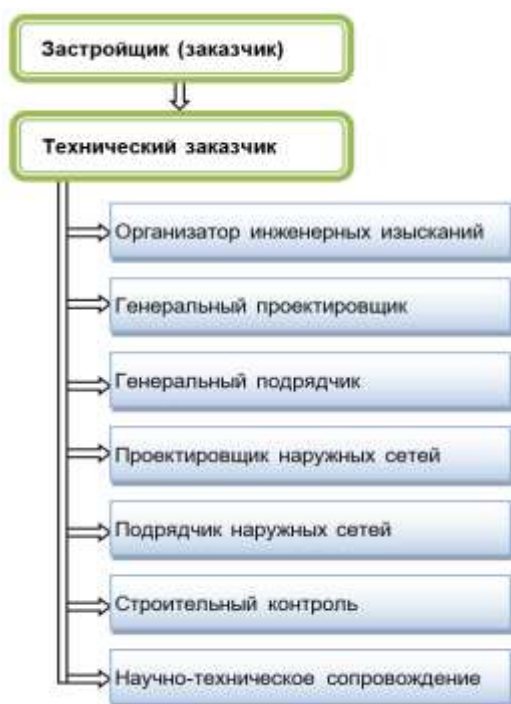 Застройщик (заказчик)
Технический заказчик
Организатор инженерных изысканий
Генеральный проектировщик
Генеральный подрядчик
Проектировщик наружных сетей
Подрядчик наружных сетей
Строительный контроль
Научно-техническое сопровождение